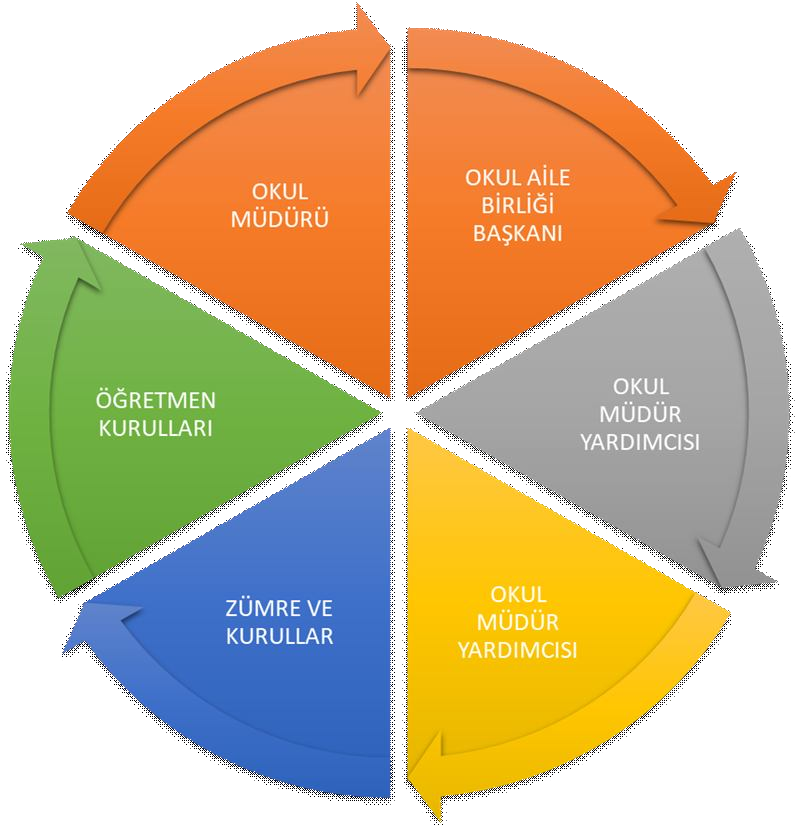 OKUL
MÜDÜRÜ
OKUL AİLE
BİRLİĞİ
BAŞKANI
OKUL
MÜDÜR
YARDIMCISI
OKUL
MÜDÜR
YARDIMCISI
ZÜMRE VE
KURULLAR
ÖĞRETMEN
KURULLARI